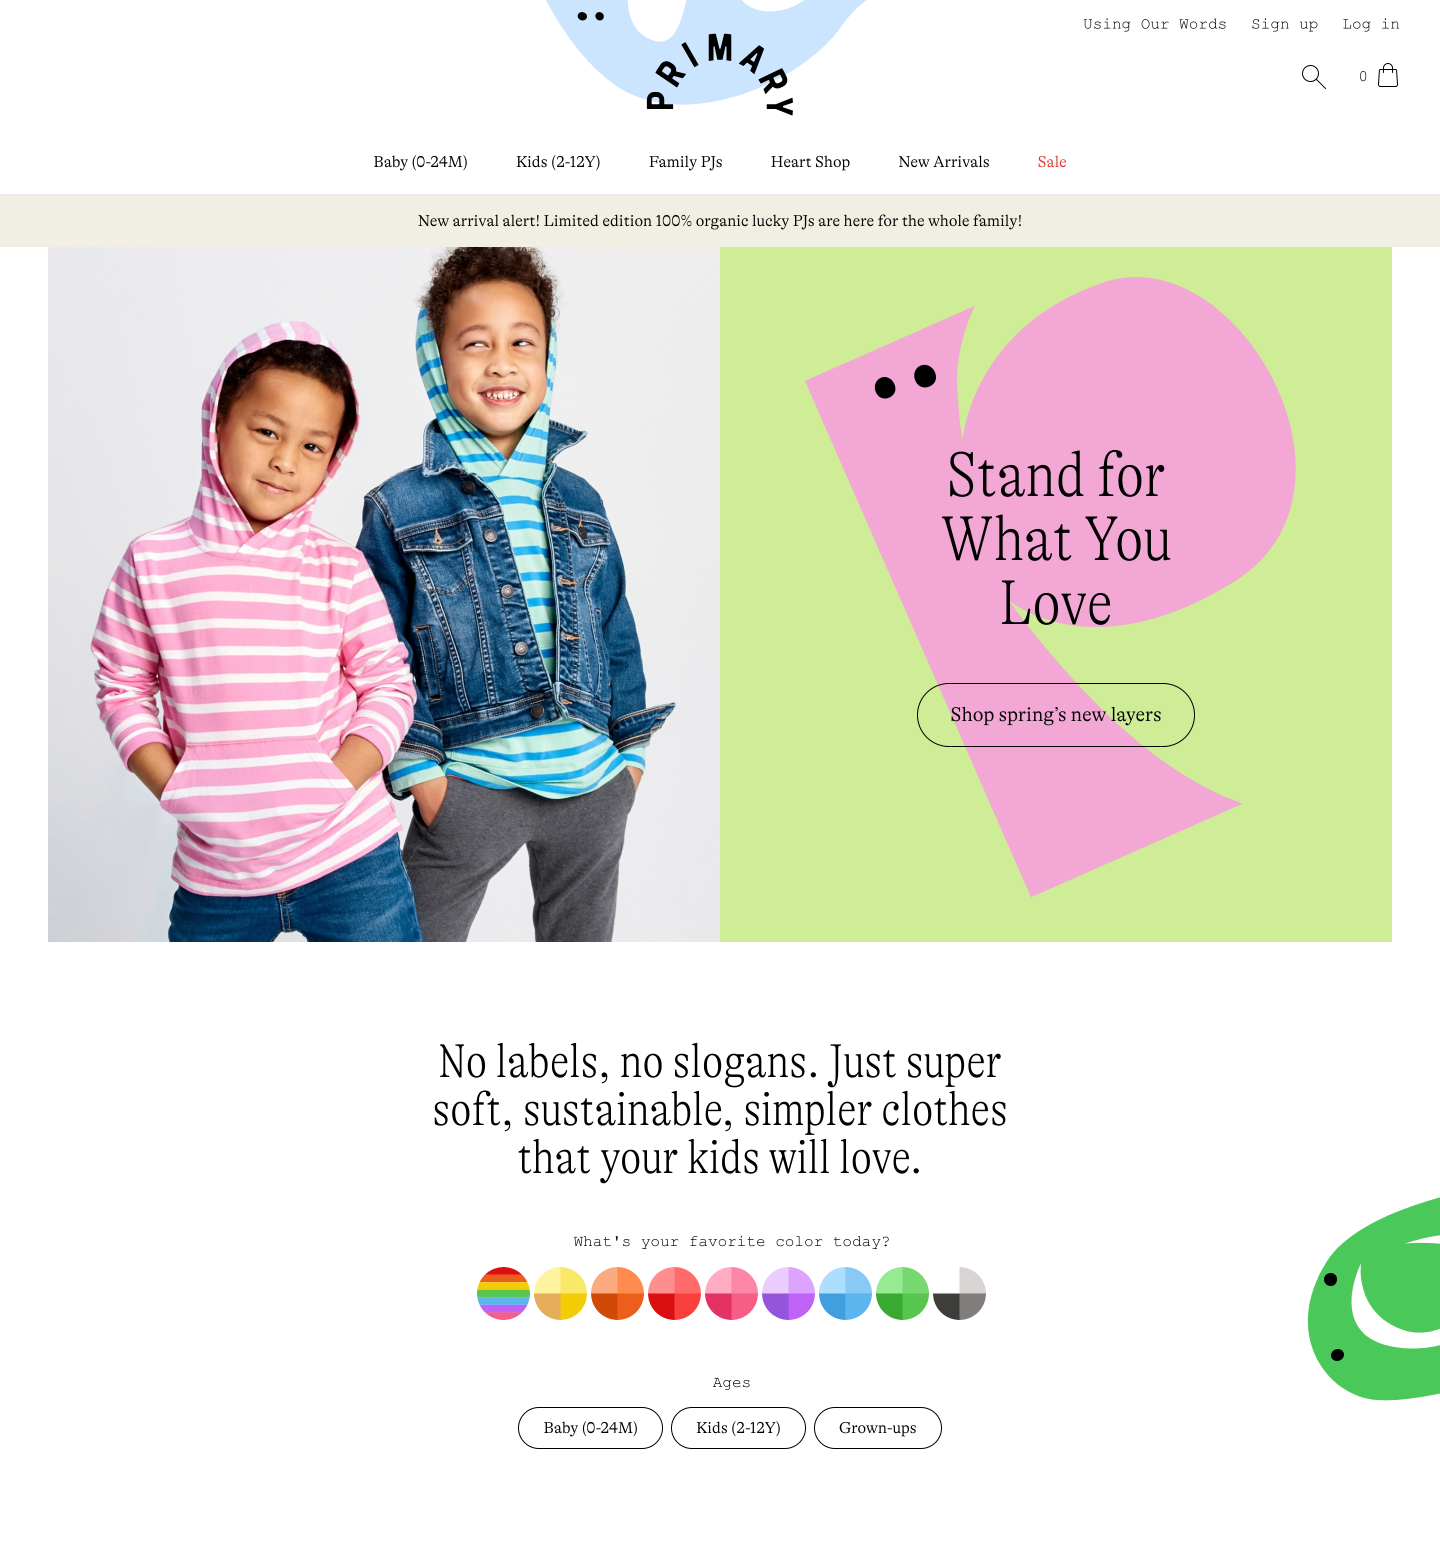 Using Our Words Sign up Log in
PRIMARY
0
Baby (0-24M) Kids (2-12Y) Family PJs Heart Shop New Arrivals Sale
New arrival alert! Limited edition 100% organic lucky PJs are here for the whole family!
Stand for
What You
Love
Shop spring’s new layers
No labels, no slogans. Just super
soft, sustainable, simpler clothes
that your kids will love.
What's your favorite color today?
Ages
Baby (0-24M) Kids (2-12Y) Grown-ups